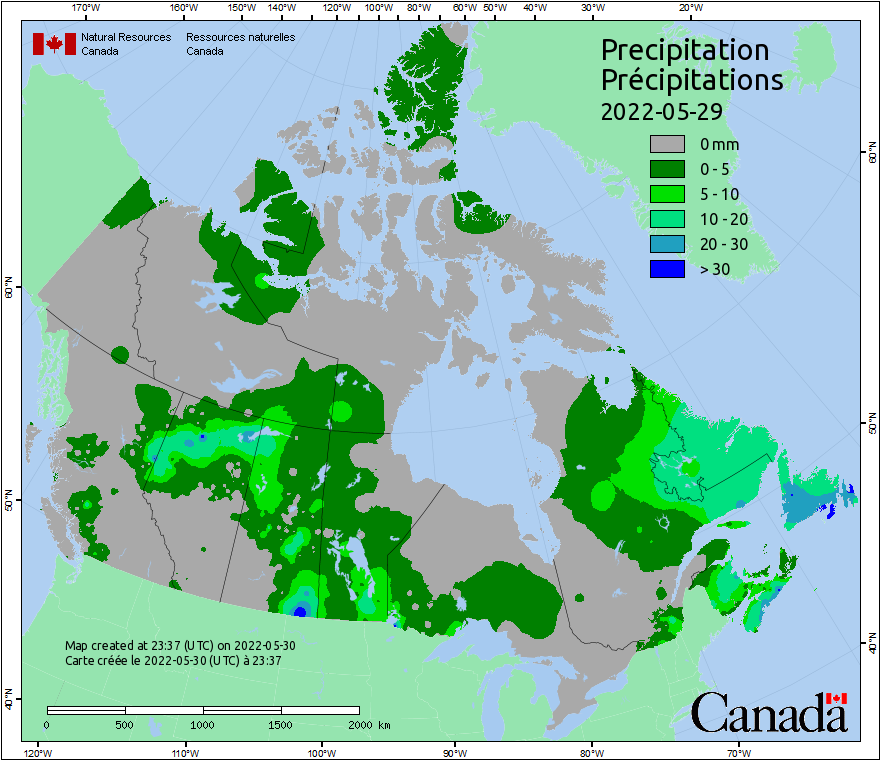 170°W 160°W 150°W 140°W 120°W 100°W 80°W 60°W 50°W 40°W 30°W 20°W
Natural Resources Ressources naturelles
Canada Canada
Precipitation
Précipitations
2022-05-29
0 mm
0 - 5
5 - 10
10 - 20
20 - 30
> 30
60°N 60°N
50°N 50°N
40°N 40°N
Map created at 23:37 (UTC) on 2022-05-30
Carte créée le 2022-05-30 (UTC) à 23:37
0 500 1000 1500 2000 km
Canada
120°W 110°W 100°W 90°W 80°W 70°W